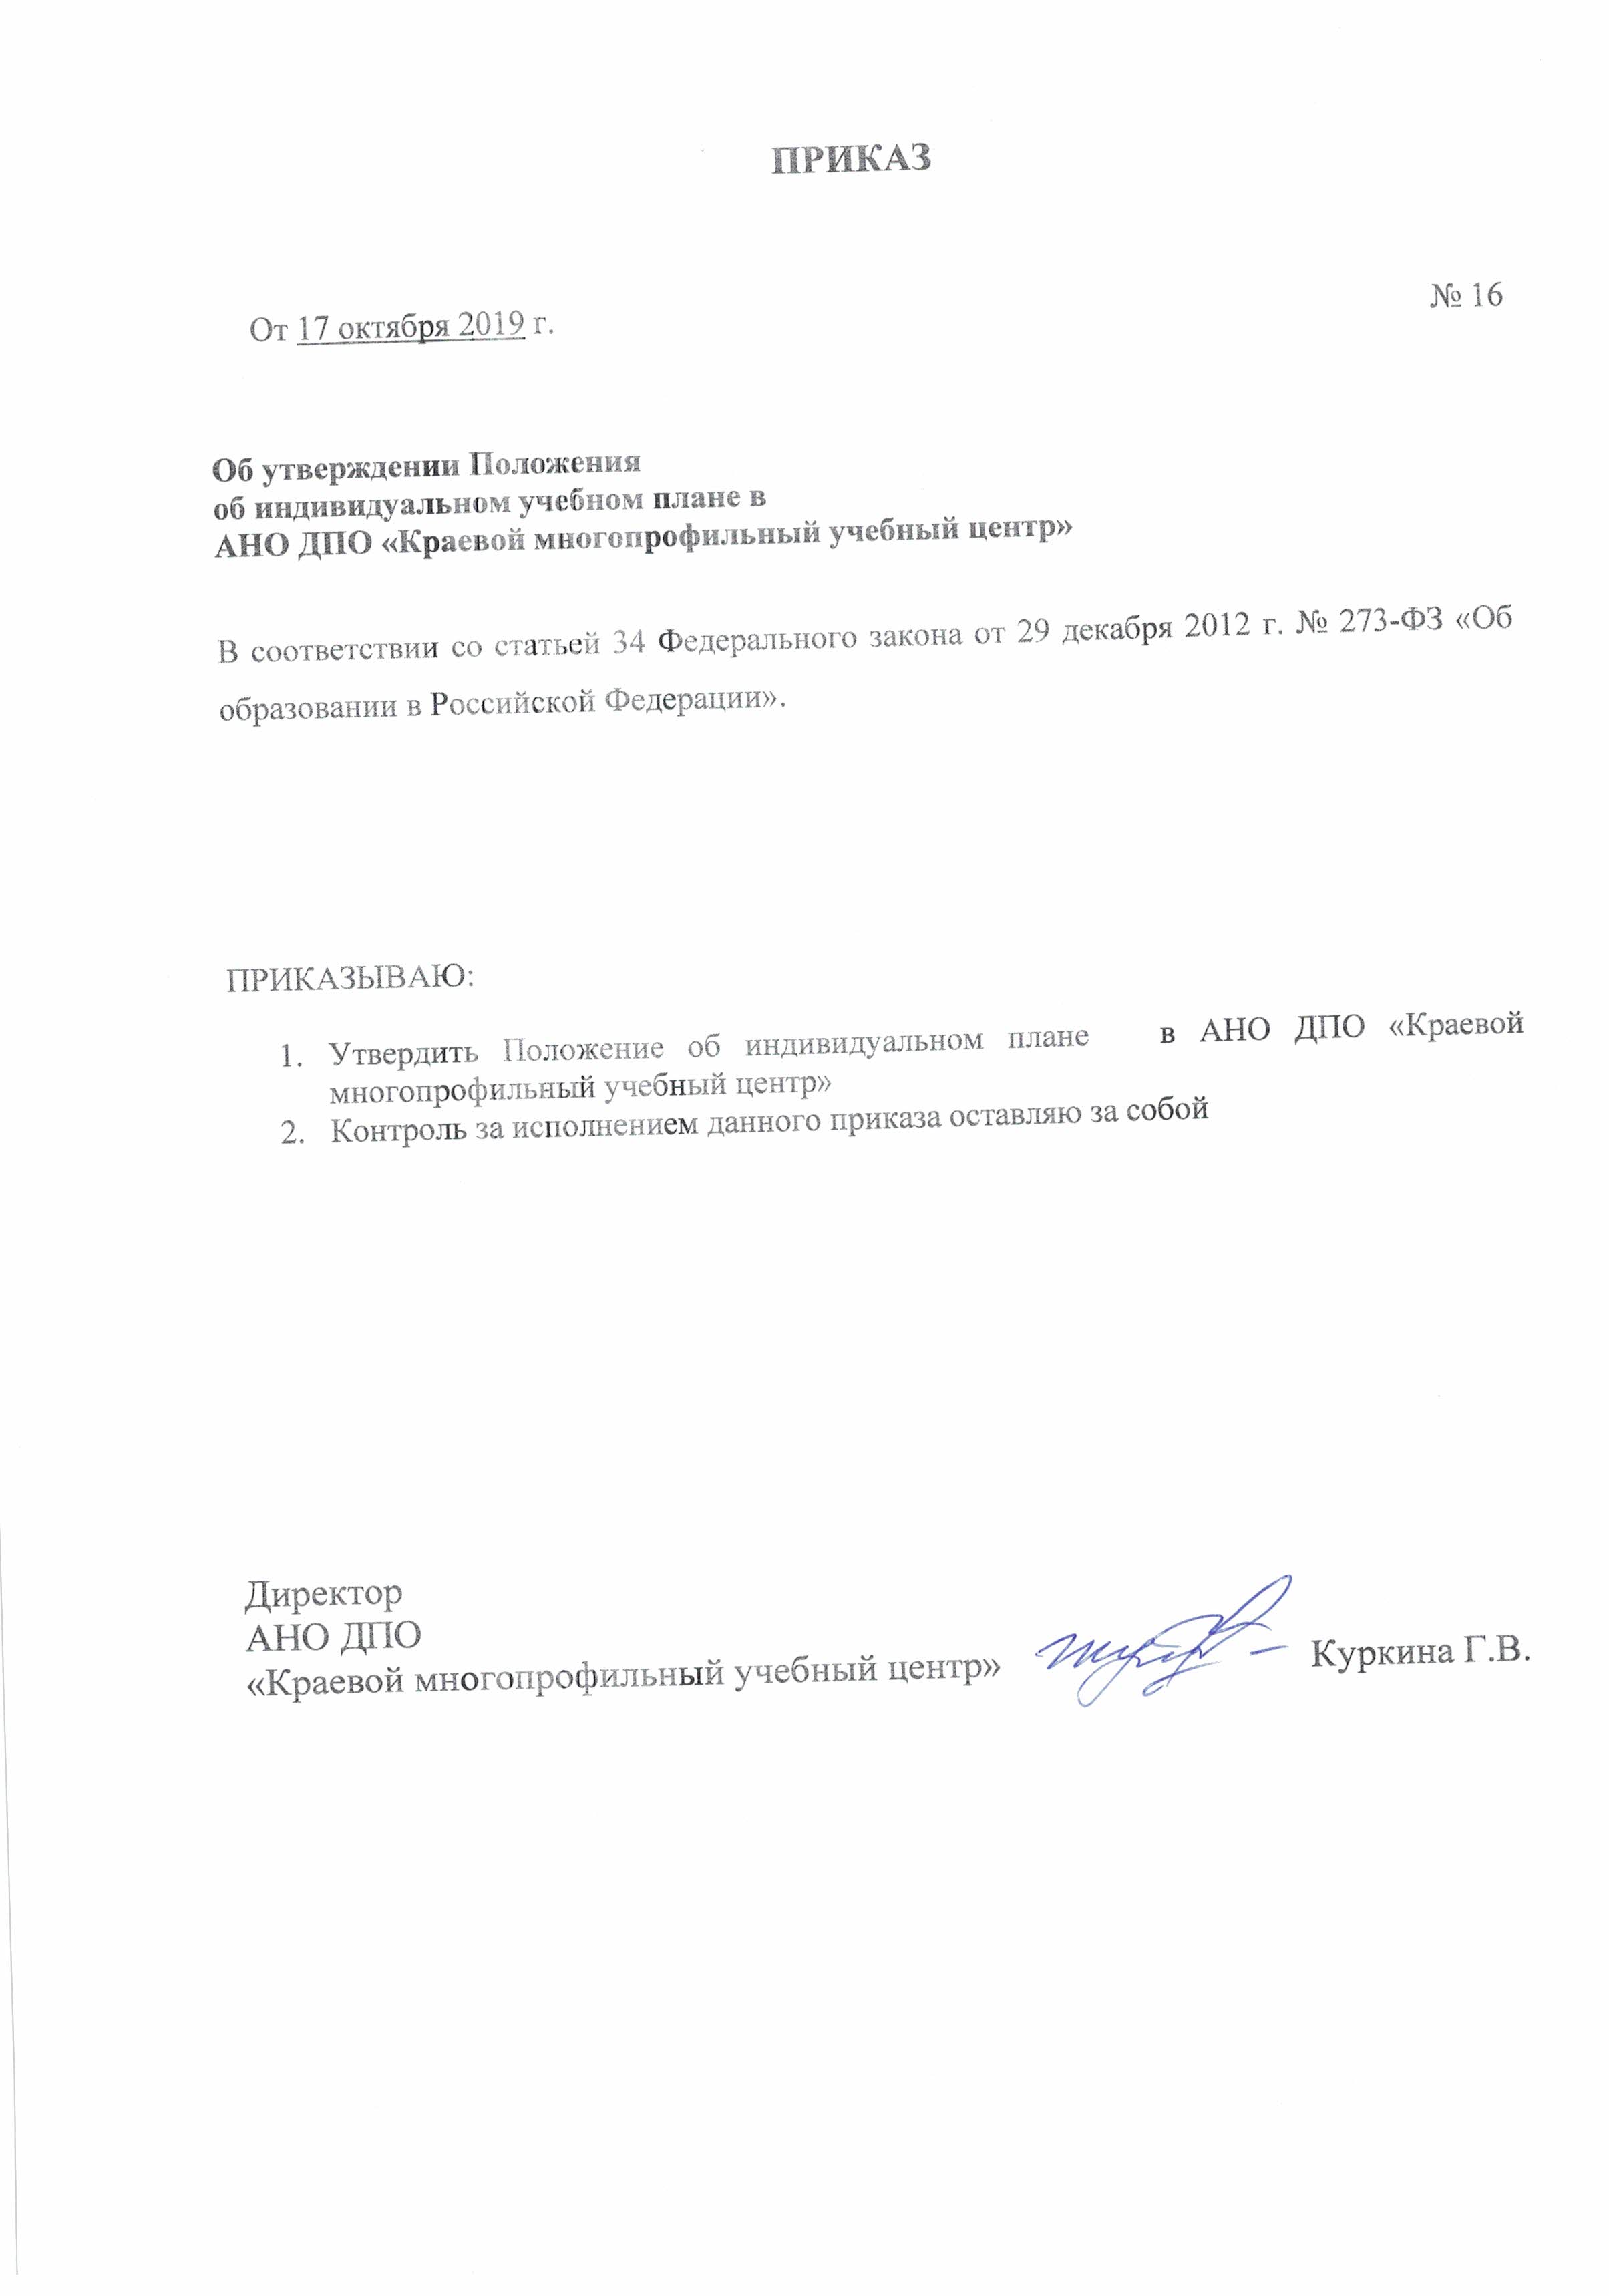 ПРИКАЗ
№ 16
От 17 октября 2019 г.
Об утверждении Положения
об индивидуальном учебном плане в
АНО ДПО «Краевой многопрофильный учебный центр»
В соответствии со статьей 34 Федерального закона от 29 декабря 2012 г. № 273-ФЗ «Об
образовании в Российской Федерации».
ПРИКАЗЫВАЮ:
1. Утвердить Положение об индивидуальном плане в АНО ДПО «Краевой
многопрофильный учебный центр»
2. Контроль за исполнением данного приказа оставляю за собой
Директор
АНО ДПО
«Краевой многопрофильный учебный центр» Куркина Г.В.